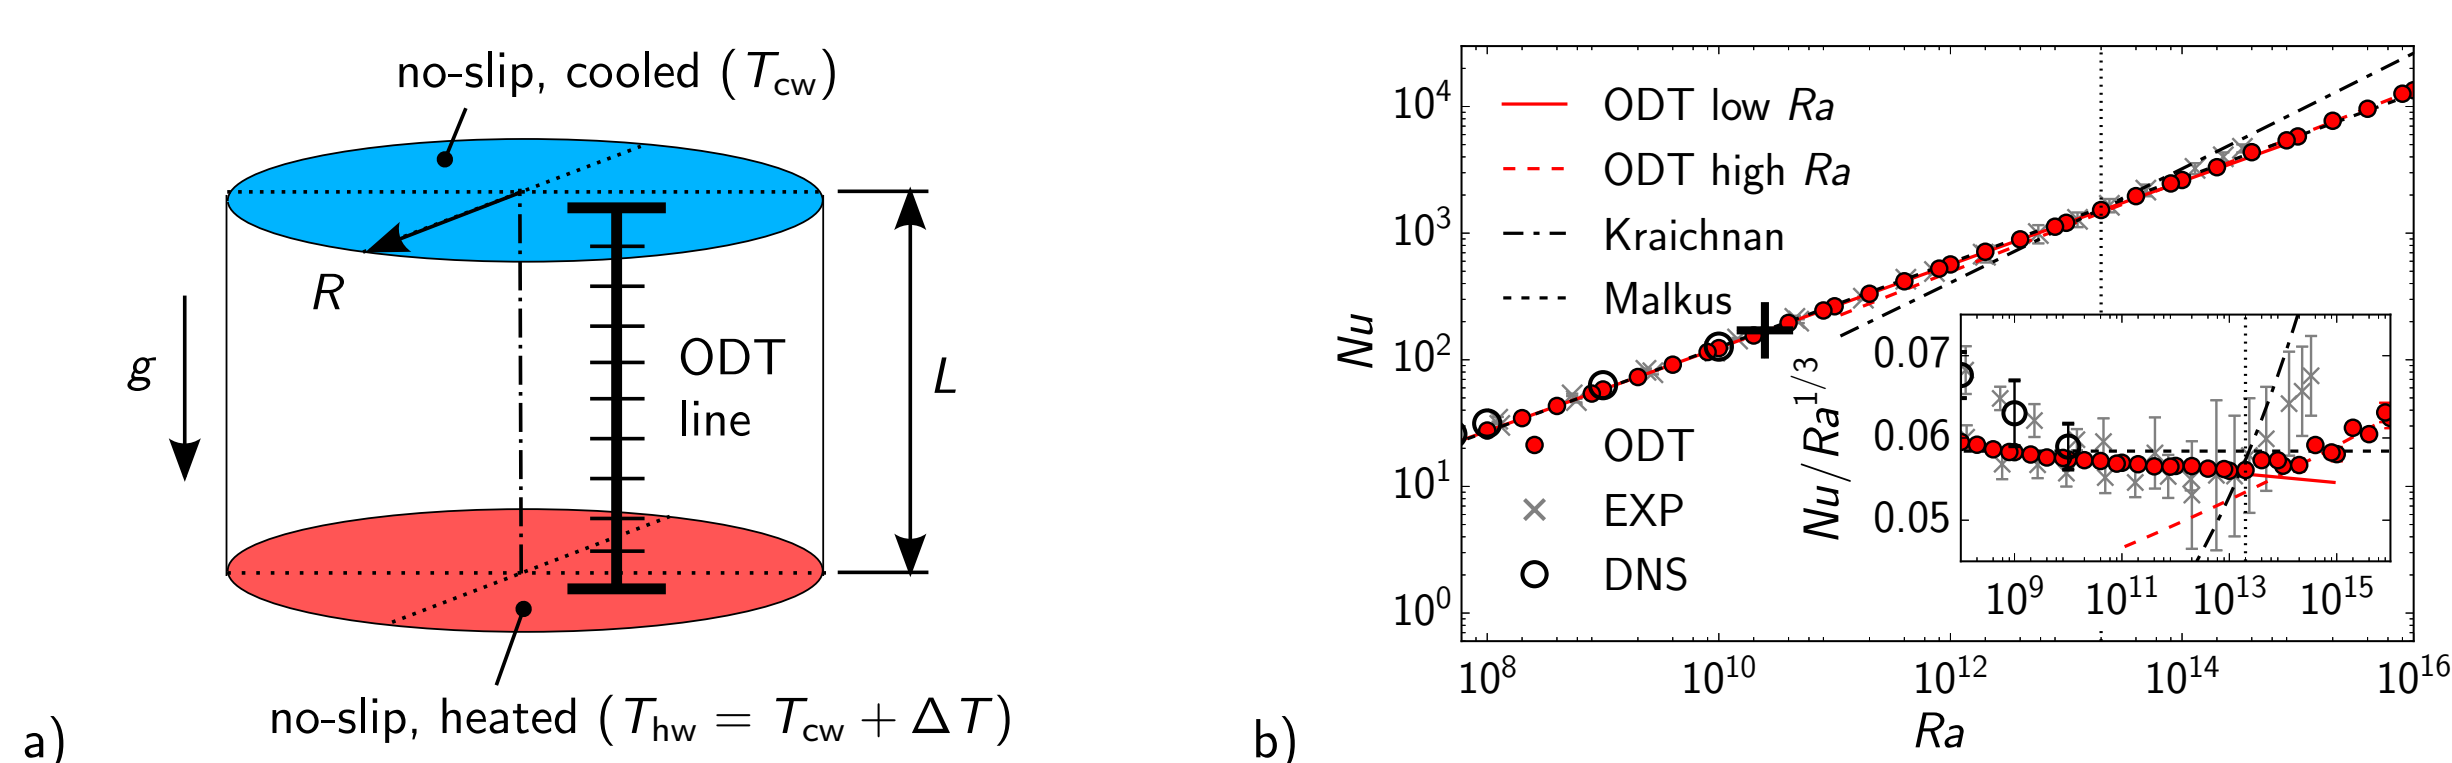 no-slip, cooled (T_cw)
R
g
ODT
line
L
no-slip, heated (T_hw = T_cw + ΔT)
a)
Nu
10^4
10^3
10^2
10^1
10^0
ODT low Ra
ODT high Ra
Kraichnan
Malkus
ODT
EXP
DNS
Nu/Ra^1/3
0.07
0.06
0.05
10^9 10^11 10^13 10^15
10^8 10^10 10^12 10^14 10^16
Ra
b)